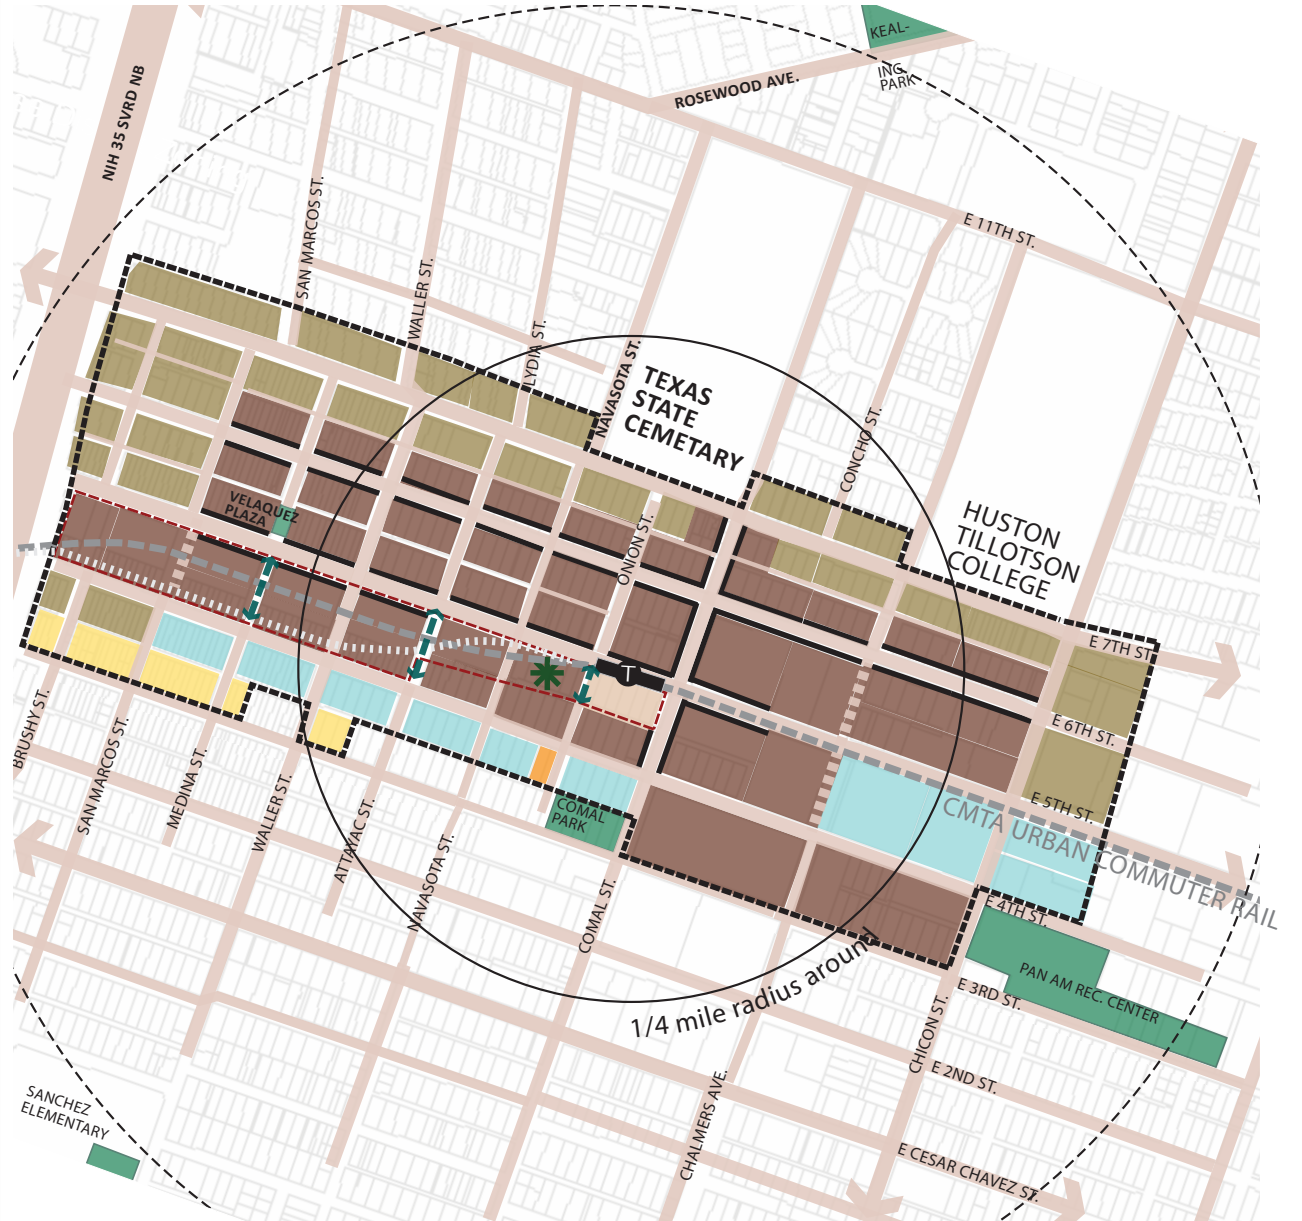 KEAL-
ING
PARK
ROSEWOOD AVE.
NIH 35 SVRD NB
SAN MARCOS ST.
WALLER ST.
LYDIA ST.
NAVASOTA ST.
E 11TH ST.
TEXAS
STATE
CEMETARY
CONCHO ST.
HUSTON
TILLOTSON
COLLEGE
VELAQUEZ
PLAZA
ONION ST.
E 7TH ST.
T
E 6TH ST.
E 5TH ST.
CMTA URBAN COMMUTER RAIL
BRUSHY ST.
SAN MARCOS ST.
MEDINA ST.
WALLER ST.
ATTAYAC ST.
NAVASOTA ST.
COMAL
PARK
COMAL ST.
E 4TH ST.
1/4 mile radius around
PAN AM REC. CENTER
E 3RD ST.
CHICON ST.
E 2ND ST.
CHALMERS AVE.
E CESAR CHAVEZ ST.
SANCHEZ
ELEMENTARY